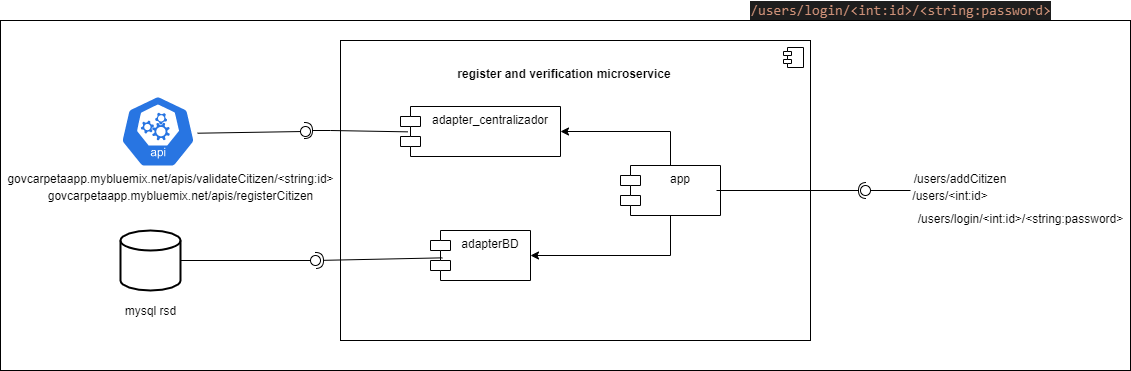 /users/login/<int:id>/<string:password>
register and verification microservice
adapter_centralizador
api
app
govcarpetaapp.mybluemix.net/apis/validateCitizen/<string:id>
govcarpetaapp.mybluemix.net/apis/registerCitizen
/users/addCitizen
/users/<int:id>
/users/login/<int:id>/<string:password>
adapterBD
mysql rsd